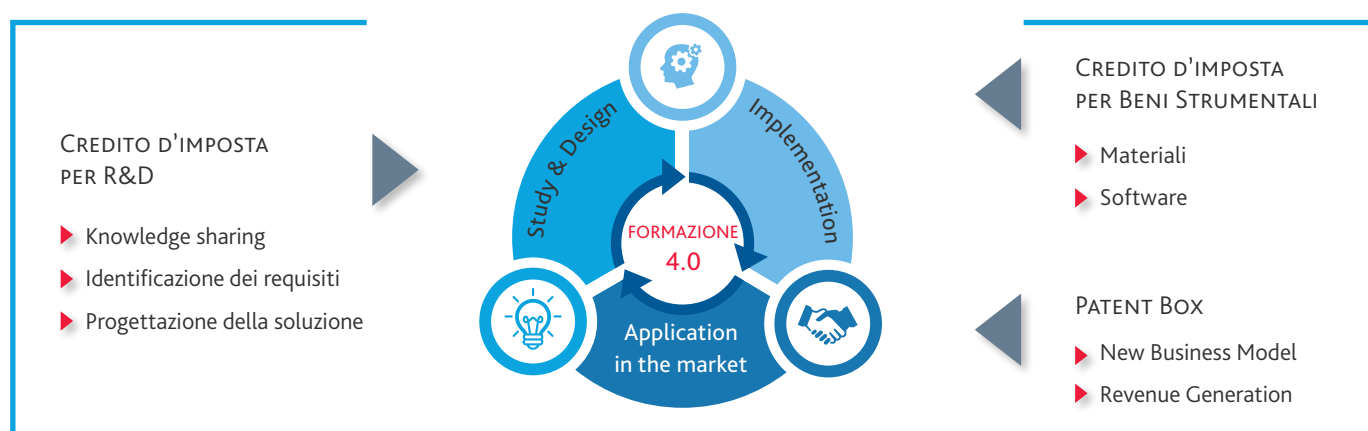 CREDITO D'IMPOSTA
PER R&D
Knowledge sharing
Identificazione dei requisiti
Progettazione della soluzione
Study & Design
Implementation
FORMAZIONE
4.0
Application
in the market
CREDITO D'IMPOSTA
PER BENI STRUMENTALI
Materiali
Software
PATENT BOX
New Business Model
Revenue Generation